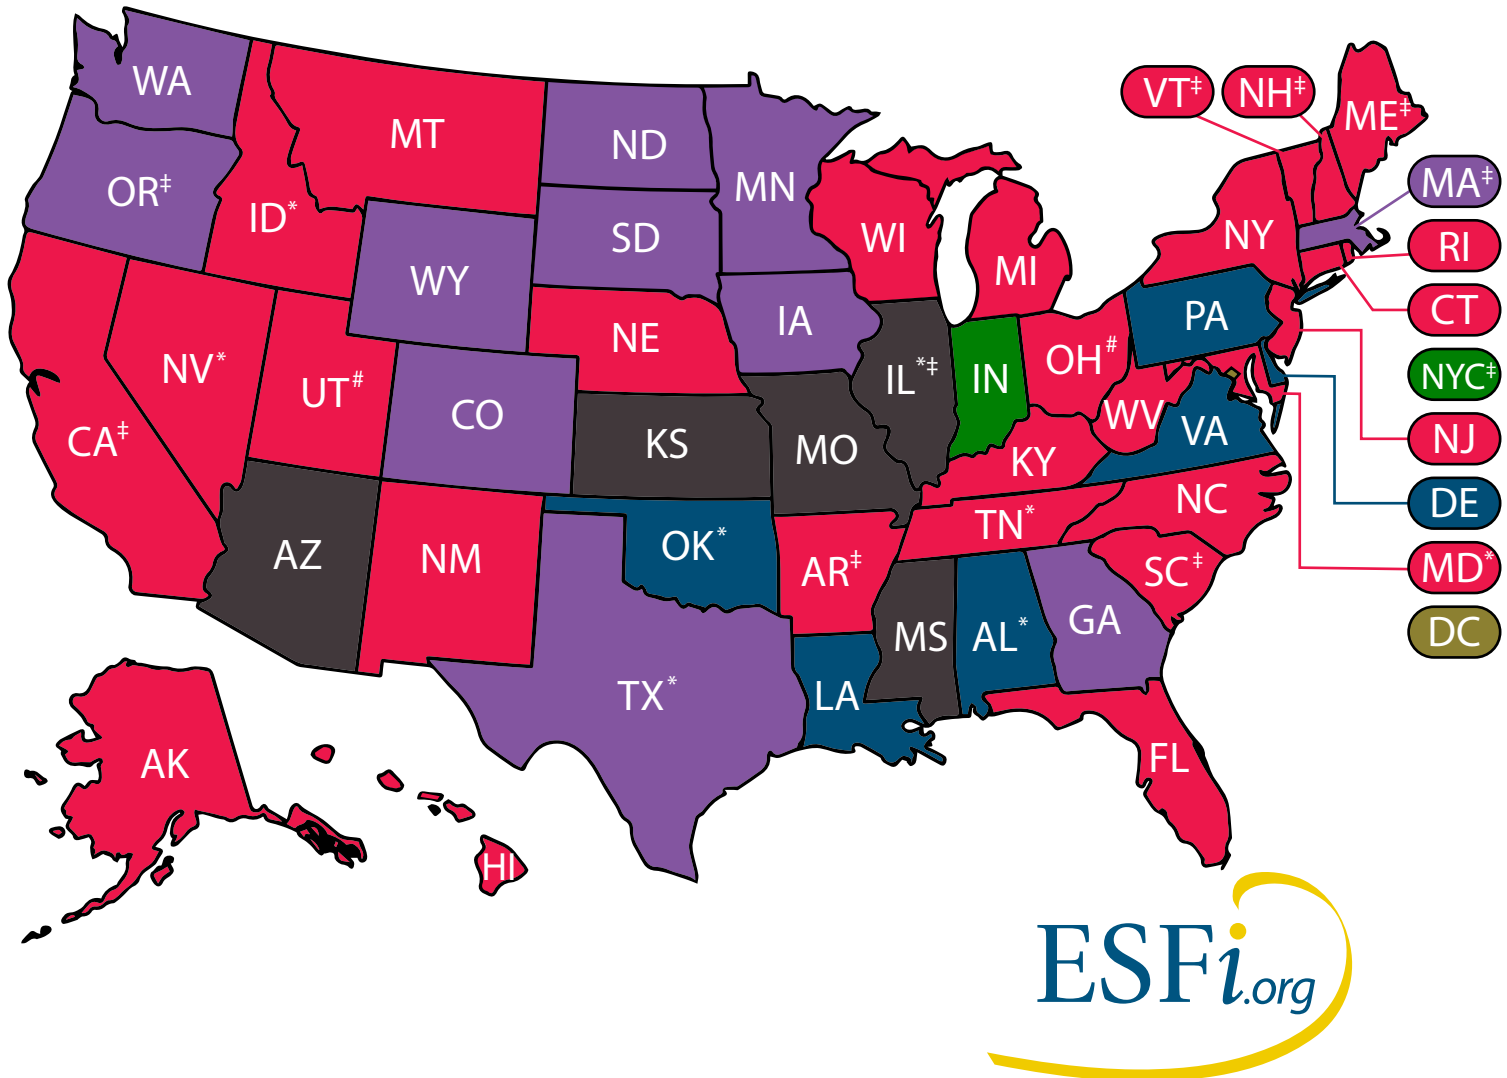 WA
MT
ND
MN
OR‡
ID*
SD
WY
WI
MI
NY
VT‡
NH‡
ME‡
MA‡
RI
CT
NYC‡
NJ
DE
MD*
DC
NV*
UT#
CO
NE
IA
IL*‡
IN
OH#
PA
WV
VA
CA‡
KS
MO
KY
NC
TN*
AZ
NM
OK*
AR‡
SC‡
MS
AL*
GA
TX*
LA
FL
AK
HI
ESFi.org